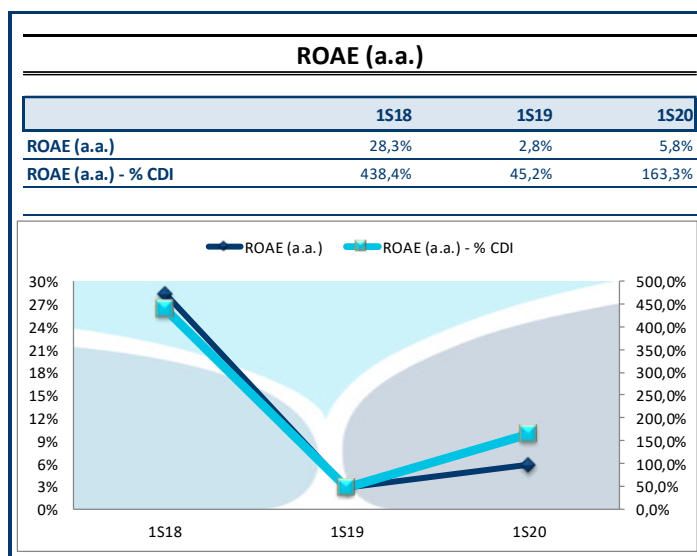 ROAE (a.a.)
1S18 1S19 1S20
ROAE (a.a.) 28,3% 2,8% 5,8%
ROAE (a.a.) - % CDI 438,4% 45,2% 163,3%
ROAE (a.a.) ROAE (a.a.) - % CDI
30% 500,0%
27% 450,0%
24% 400,0%
21% 350,0%
18% 300,0%
15% 250,0%
12% 200,0%
9% 150,0%
6% 100,0%
3% 50,0%
0% 0,0%
1S18 1S19 1S20